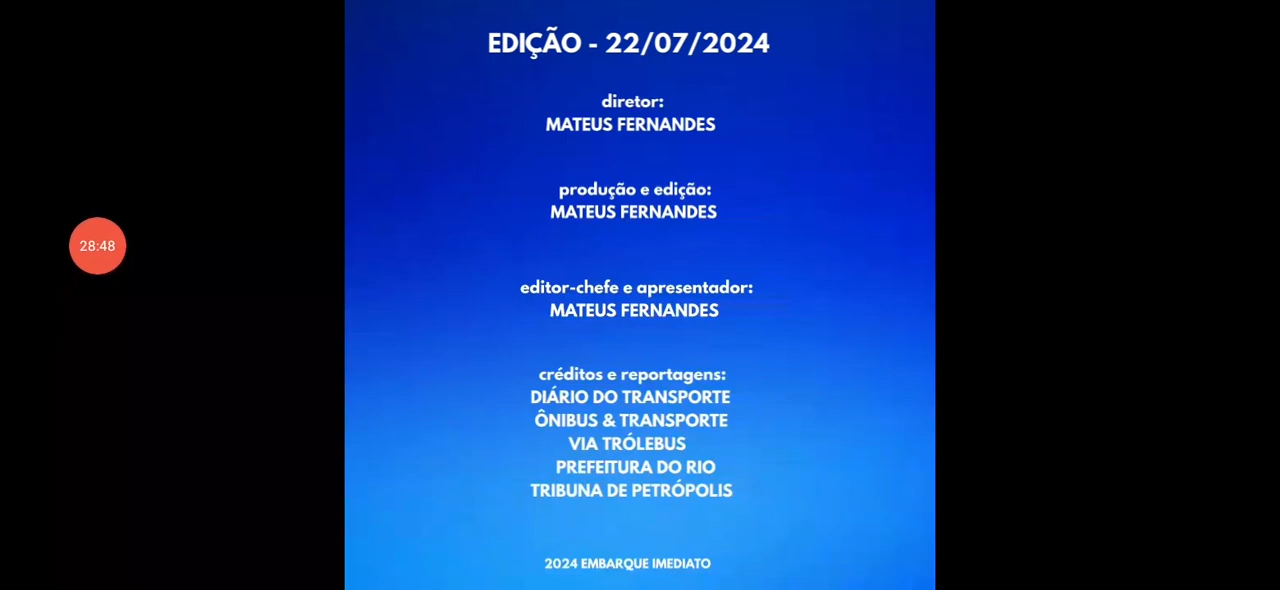 EDIÇÃO - 22/07/2024
diretor:
MATEUS FERNANDES
produção e edição:
MATEUS FERNANDES
28:48
editor-chefe e apresentador:
MATEUS FERNANDES
créditos e reportagens:
DIÁRIO DO TRANSPORTE
ÔNIBUS & TRANSPORTE
VIA TRÓLEBUS
PREFEITURA DO RIO
TRIBUNA DE PETRÓPOLIS
2024 EMBARQUE IMEDIATO